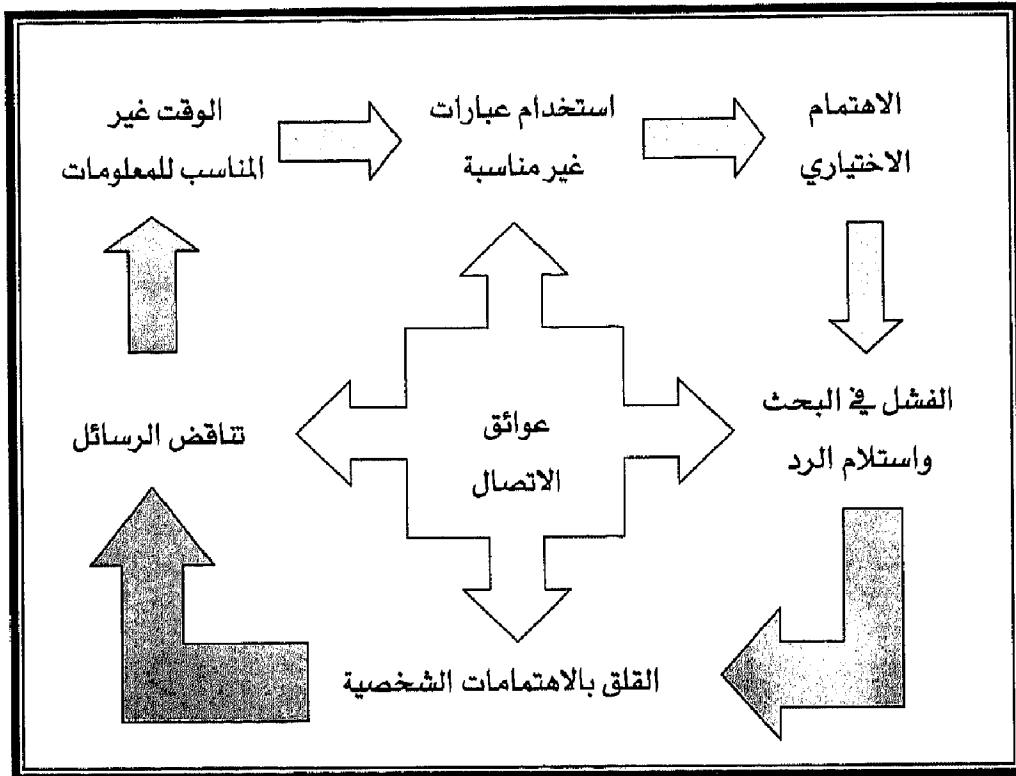 الاهتمام
الاختياري
استخدام عبارات
غير مناسبة
الوقت غير
المناسب للمعلومات
الفشل في البحث
واستلام الرد
عوائق
الاتصال
تناقض الرسائل
القلق بالاهتمامات الشخصية